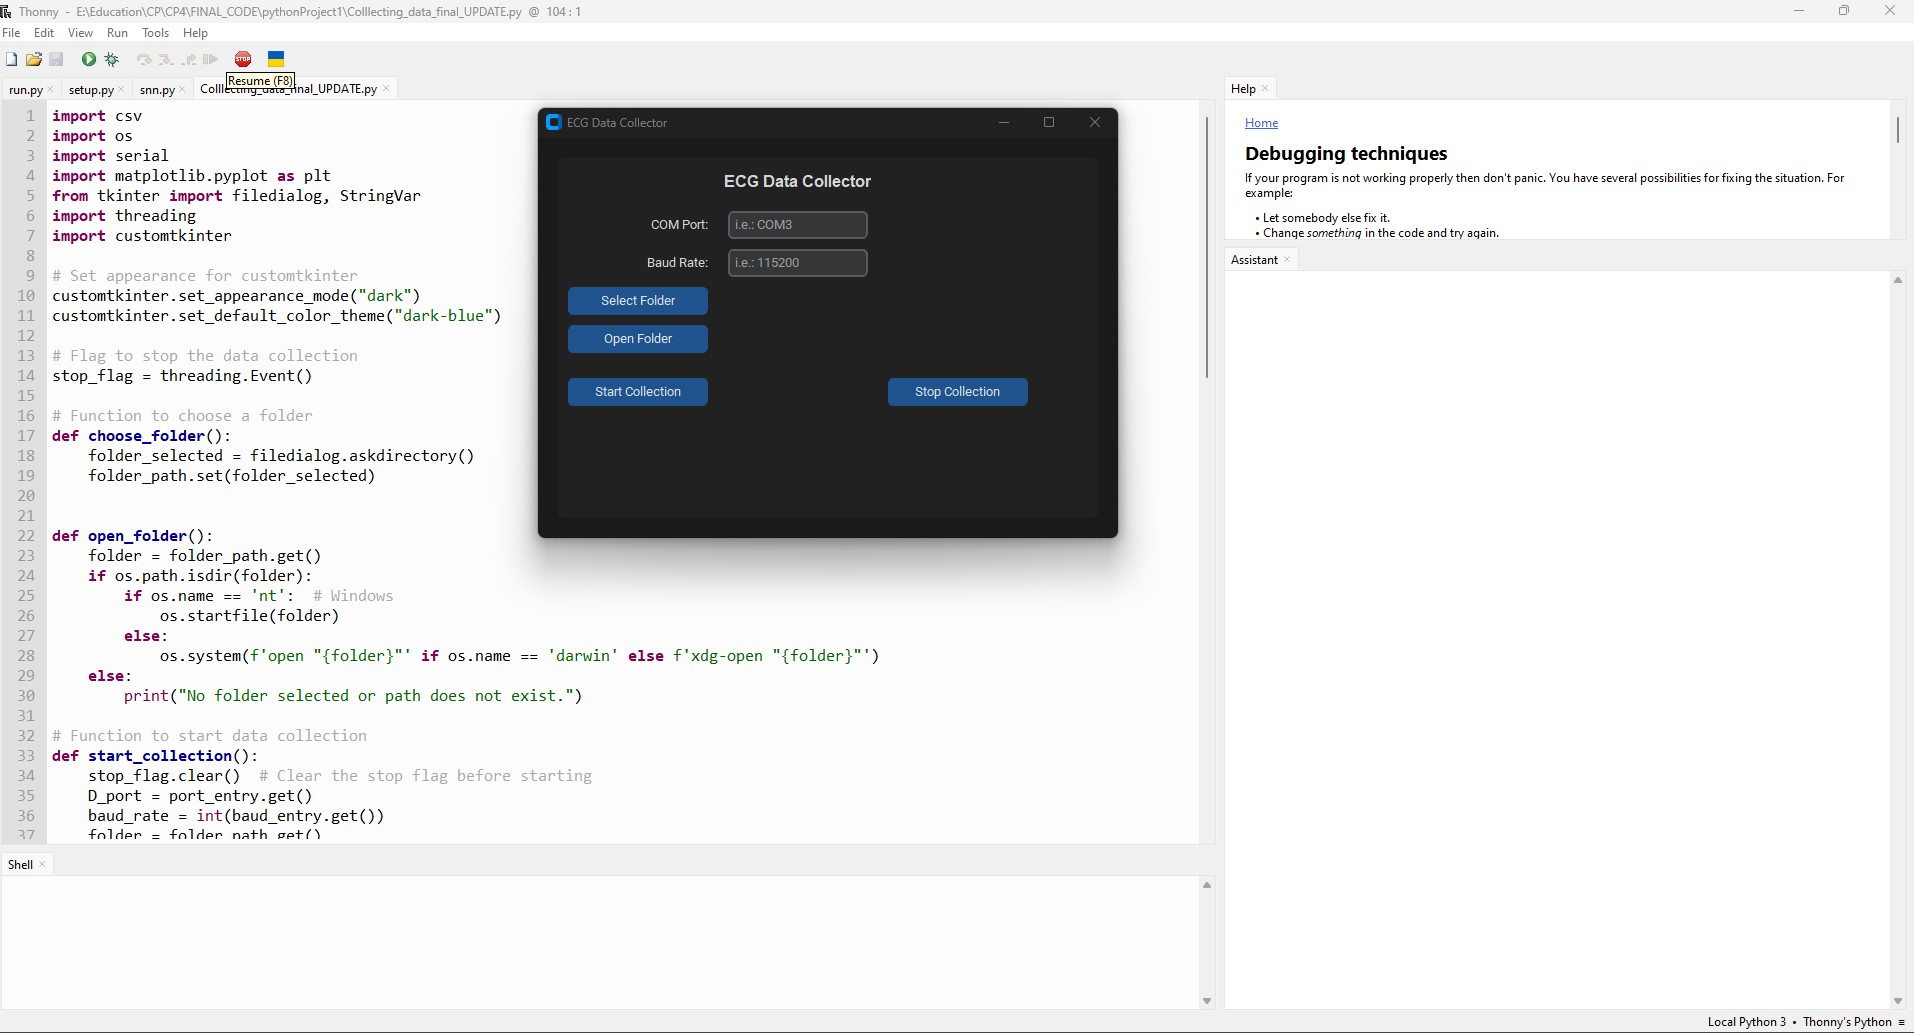 Thonny - E:\Education\CP\CP4\FINAL_CODE\pythonProject1\Colllecting_data_final_UPDATE.py @ 104:1
File Edit View Run Tools Help
STOP
Resume (F8)
run.py × setup.py × snn.py × Colllecting_data_final_UPDATE.py ×
1 import csv
2 import os
3 import serial
4 import matplotlib.pyplot as plt
5 from tkinter import filedialog, StringVar
6 import threading
7 import customtkinter
8
9 # Set appearance for customtkinter
10 customtkinter.set_appearance_mode("dark")
11 customtkinter.set_default_color_theme("dark-blue")
12
13 # Flag to stop the data collection
14 stop_flag = threading.Event()
15
16 # Function to choose a folder
17 def choose_folder():
18 folder_selected = filedialog.askdirectory()
19 folder_path.set(folder_selected)
20
21
22 def open_folder():
23 folder = folder_path.get()
24 if os.path.isdir(folder):
25 if os.name == 'nt': # Windows
26 os.startfile(folder)
27 else:
28 os.system(f'open "{folder}"' if os.name == 'darwin' else f'xdg-open "{folder}"')
29 else:
30 print("No folder selected or path does not exist.")
31
32 # Function to start data collection
33 def start_collection():
34 stop_flag.clear() # Clear the stop flag before starting
35 D_port = port_entry.get()
36 baud_rate = int(baud_entry.get())
37 folder = folder_path.get()
ECG Data Collector
ECG Data Collector
COM Port: i.e.: COM3
Baud Rate: i.e.: 115200
Select Folder
Open Folder
Start Collection Stop Collection
Shell ×
Help ×
Home
Debugging techniques
If your program is not working properly then don't panic. You have several possibilities for fixing the situation. For
example:
• Let somebody else fix it.
• Change something in the code and try again.
Assistant ×
Local Python 3 • Thonny's Python ≡